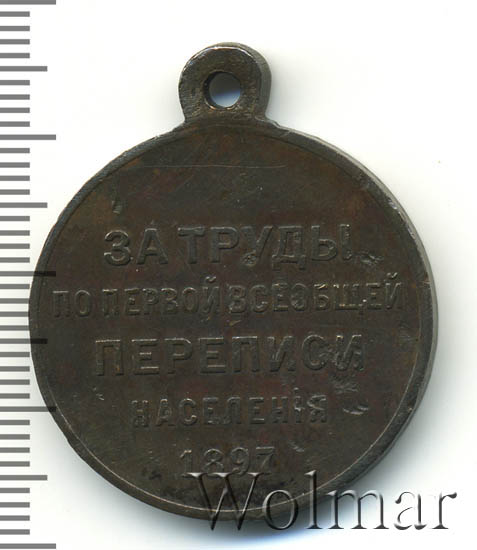 ЗА ТРУДЫ
ПО ПЕРВОЙ ВСЕОБЩЕЙ
ПЕРЕПИСИ
НАСЕЛЕНІЯ
1897
Wolmar